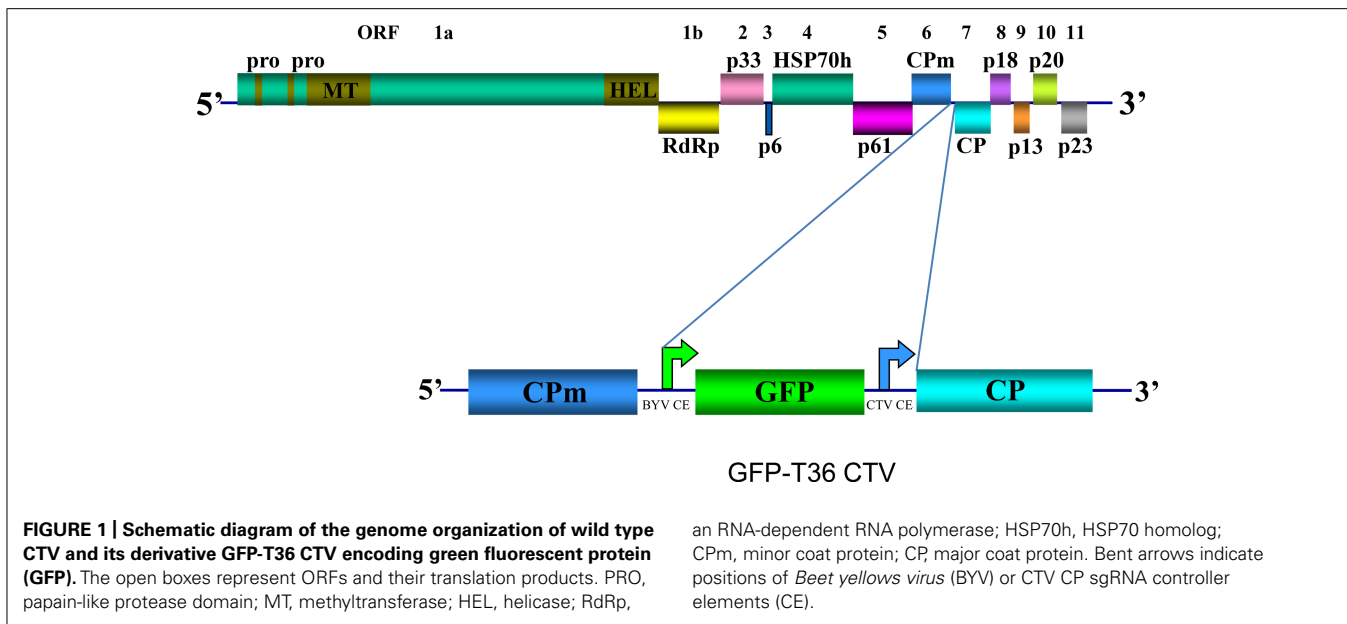 ORF 1a 1b 2 3 4 5 6 7 8 9 10 11
pro pro p33 HSP70h CPm p18 p20
MT HEL
5’ 3’
RdRp p6 p61 CP p13 p23
5’ CPm GFP CP 3’
BYV CE CTV CE
GFP-T36 CTV
FIGURE 1 | Schematic diagram of the genome organization of wild type
CTV and its derivative GFP-T36 CTV encoding green fluorescent protein
(GFP). The open boxes represent ORFs and their translation products. PRO,
papain-like protease domain; MT, methyltransferase; HEL, helicase; RdRp,
an RNA-dependent RNA polymerase; HSP70h, HSP70 homolog;
CPm, minor coat protein; CP, major coat protein. Bent arrows indicate
positions of Beet yellows virus (BYV) or CTV CP sgRNA controller
elements (CE).